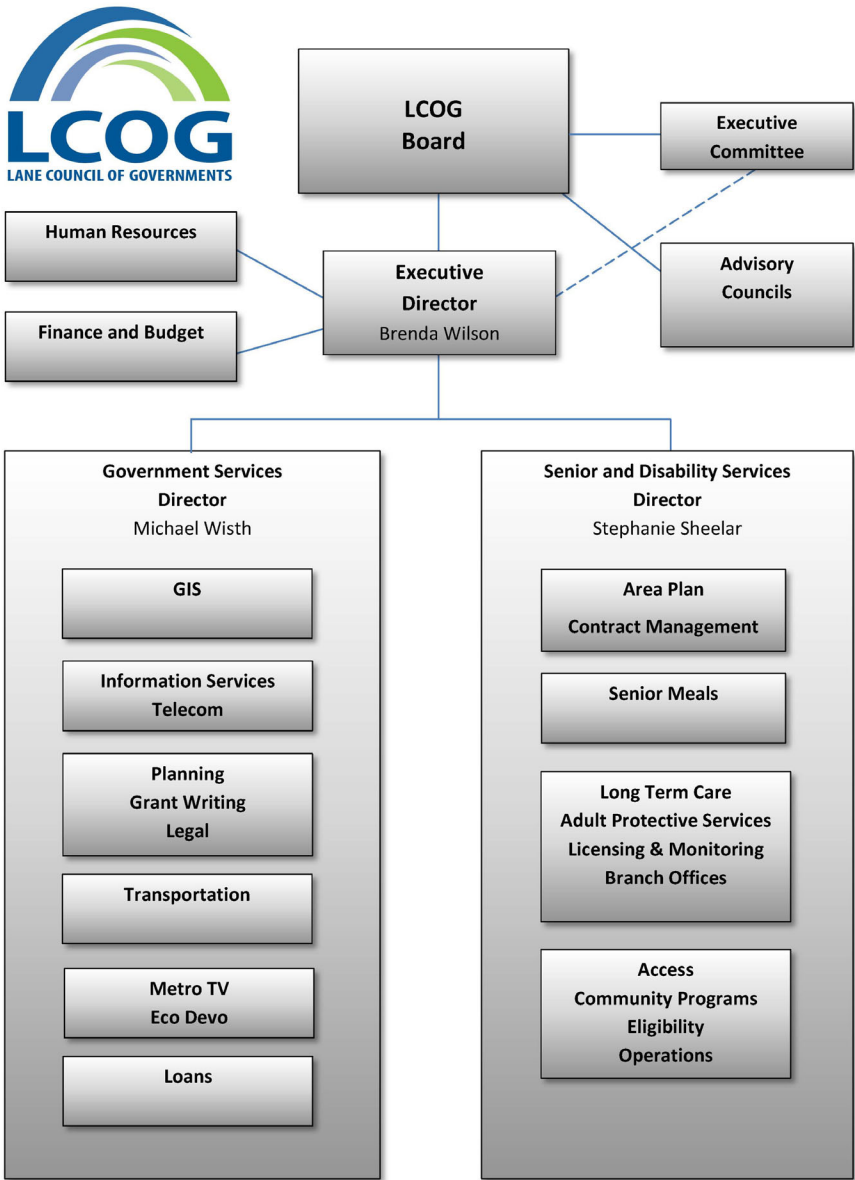 LCOG
LANE COUNCIL OF GOVERNMENTS
LCOG
Board
Executive
Committee
Human Resources
Executive
Director
Brenda Wilson
Advisory
Councils
Finance and Budget
Government Services
Director
Michael Wisth
GIS
Information Services
Telecom
Planning
Grant Writing
Legal
Transportation
Metro TV
Eco Devo
Loans
Senior and Disability Services
Director
Stephanie Sheelar
Area Plan
Contract Management
Senior Meals
Long Term Care
Adult Protective Services
Licensing & Monitoring
Branch Offices
Access
Community Programs
Eligibility
Operations